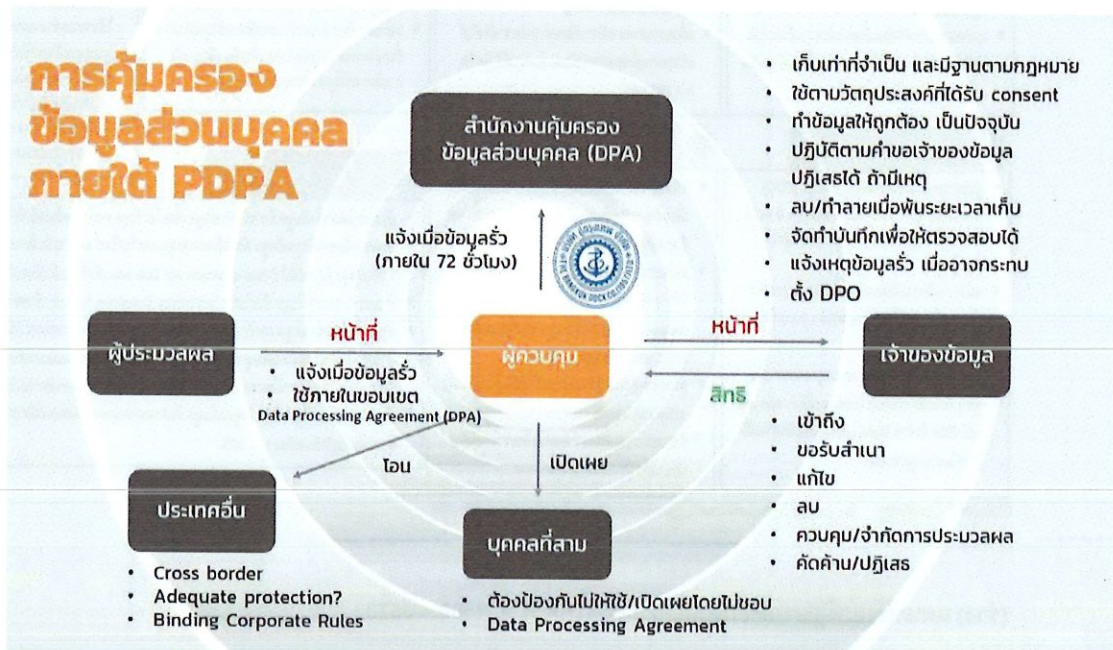 การคุ้มครอง
ข้อมูลส่วนบุคคล
ภายใต้ PDPA
สำนักงานคุ้มครอง
ข้อมูลส่วนบุคคล (DPA)
• เก็บเท่าที่จำเป็น และมีฐานตามกฎหมาย
• ใช้ตามวัตถุประสงค์ที่ได้รับ consent
• ทำข้อมูลให้ถูกต้อง เป็นปัจจุบัน
• ปฏิบัติตามคำขอเจ้าของข้อมูล
ปฏิเสธได้ ถ้ามีเหตุ
• ลบ/ทำลายเมื่อพ้นระยะเวลาเก็บ
• จัดทำบันทึกเพื่อให้ตรวจสอบได้
• แจ้งเหตุข้อมูลรั่ว เมื่ออาจกระทบ
• ตั้ง DPO
แจ้งเมื่อข้อมูลรั่ว
(ภายใน 72 ชั่วโมง)
ผู้ประมวลผล
หน้าที่
• แจ้งเมื่อข้อมูลรั่ว
• ใช้ภายในขอบเขต
Data Processing Agreement (DPA)
ผู้ควบคุม
หน้าที่
สิทธิ
เจ้าของข้อมูล
• เข้าถึง
• ขอรับสำเนา
• แก้ไข
• ลบ
• ควบคุม/จำกัดการประมวลผล
• คัดค้าน/ปฏิเสธ
โอน
เปิดเผย
ประเทศอื่น
• Cross border
• Adequate protection?
• Binding Corporate Rules
บุคคลที่สาม
• ต้องป้องกันไม่ให้ใช้/เปิดเผยโดยไม่ชอบ
• Data Processing Agreement